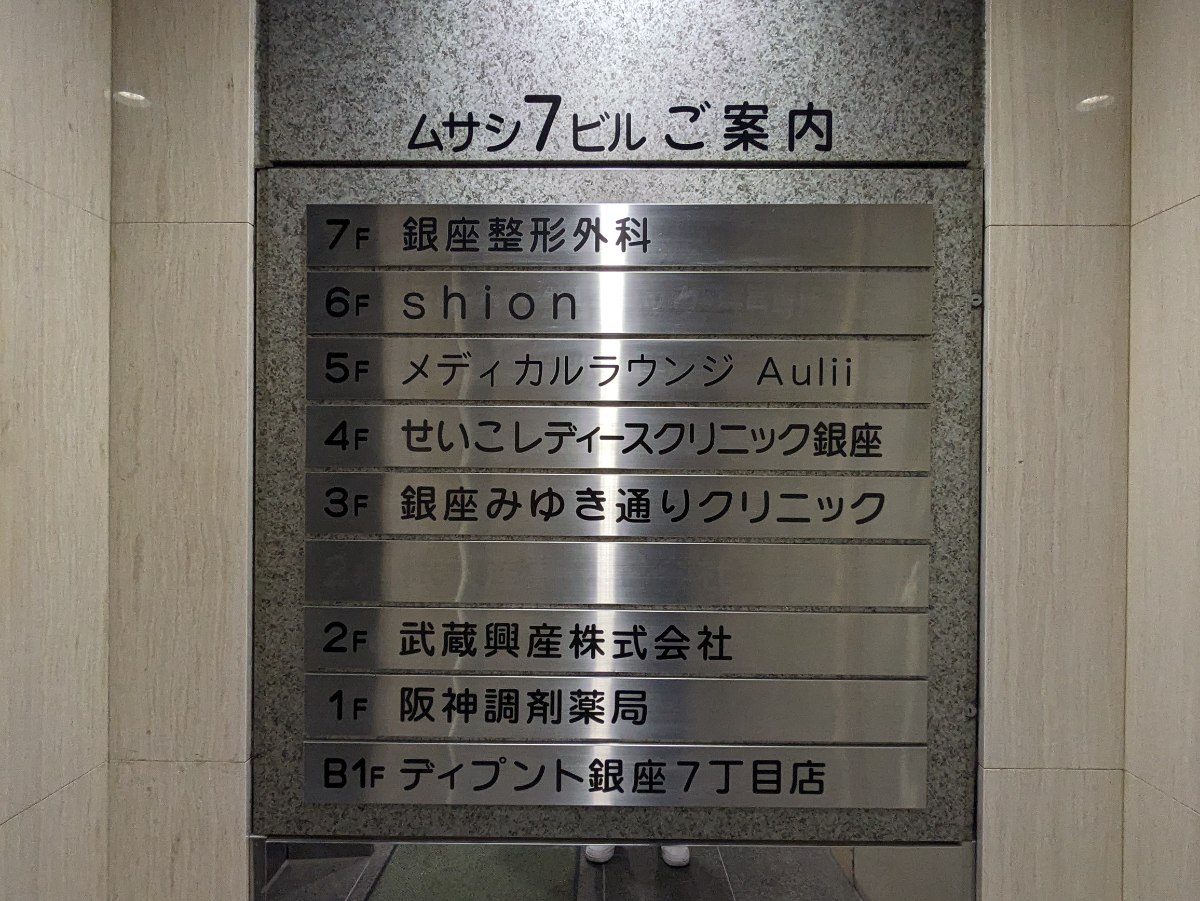 ムサシ7ビル ご案内
7F 銀座整形外科
6F shion
5F メディカルラウンジ Aulii
4F せいこレディースクリニック銀座
3F 銀座みゆき通りクリニック
2F
2F 武蔵興産株式会社
1F 阪神調剤薬局
B1F ディプント銀座7丁目店